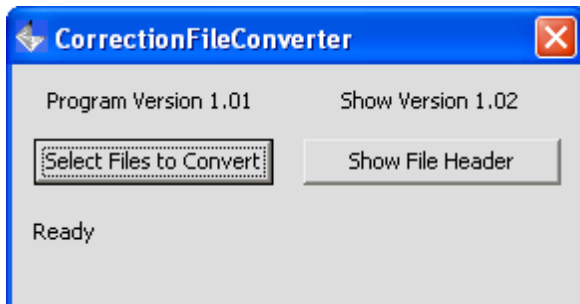 CorrectionFileConverter
Program Version 1.01 Show Version 1.02
Select Files to Convert Show File Header
Ready